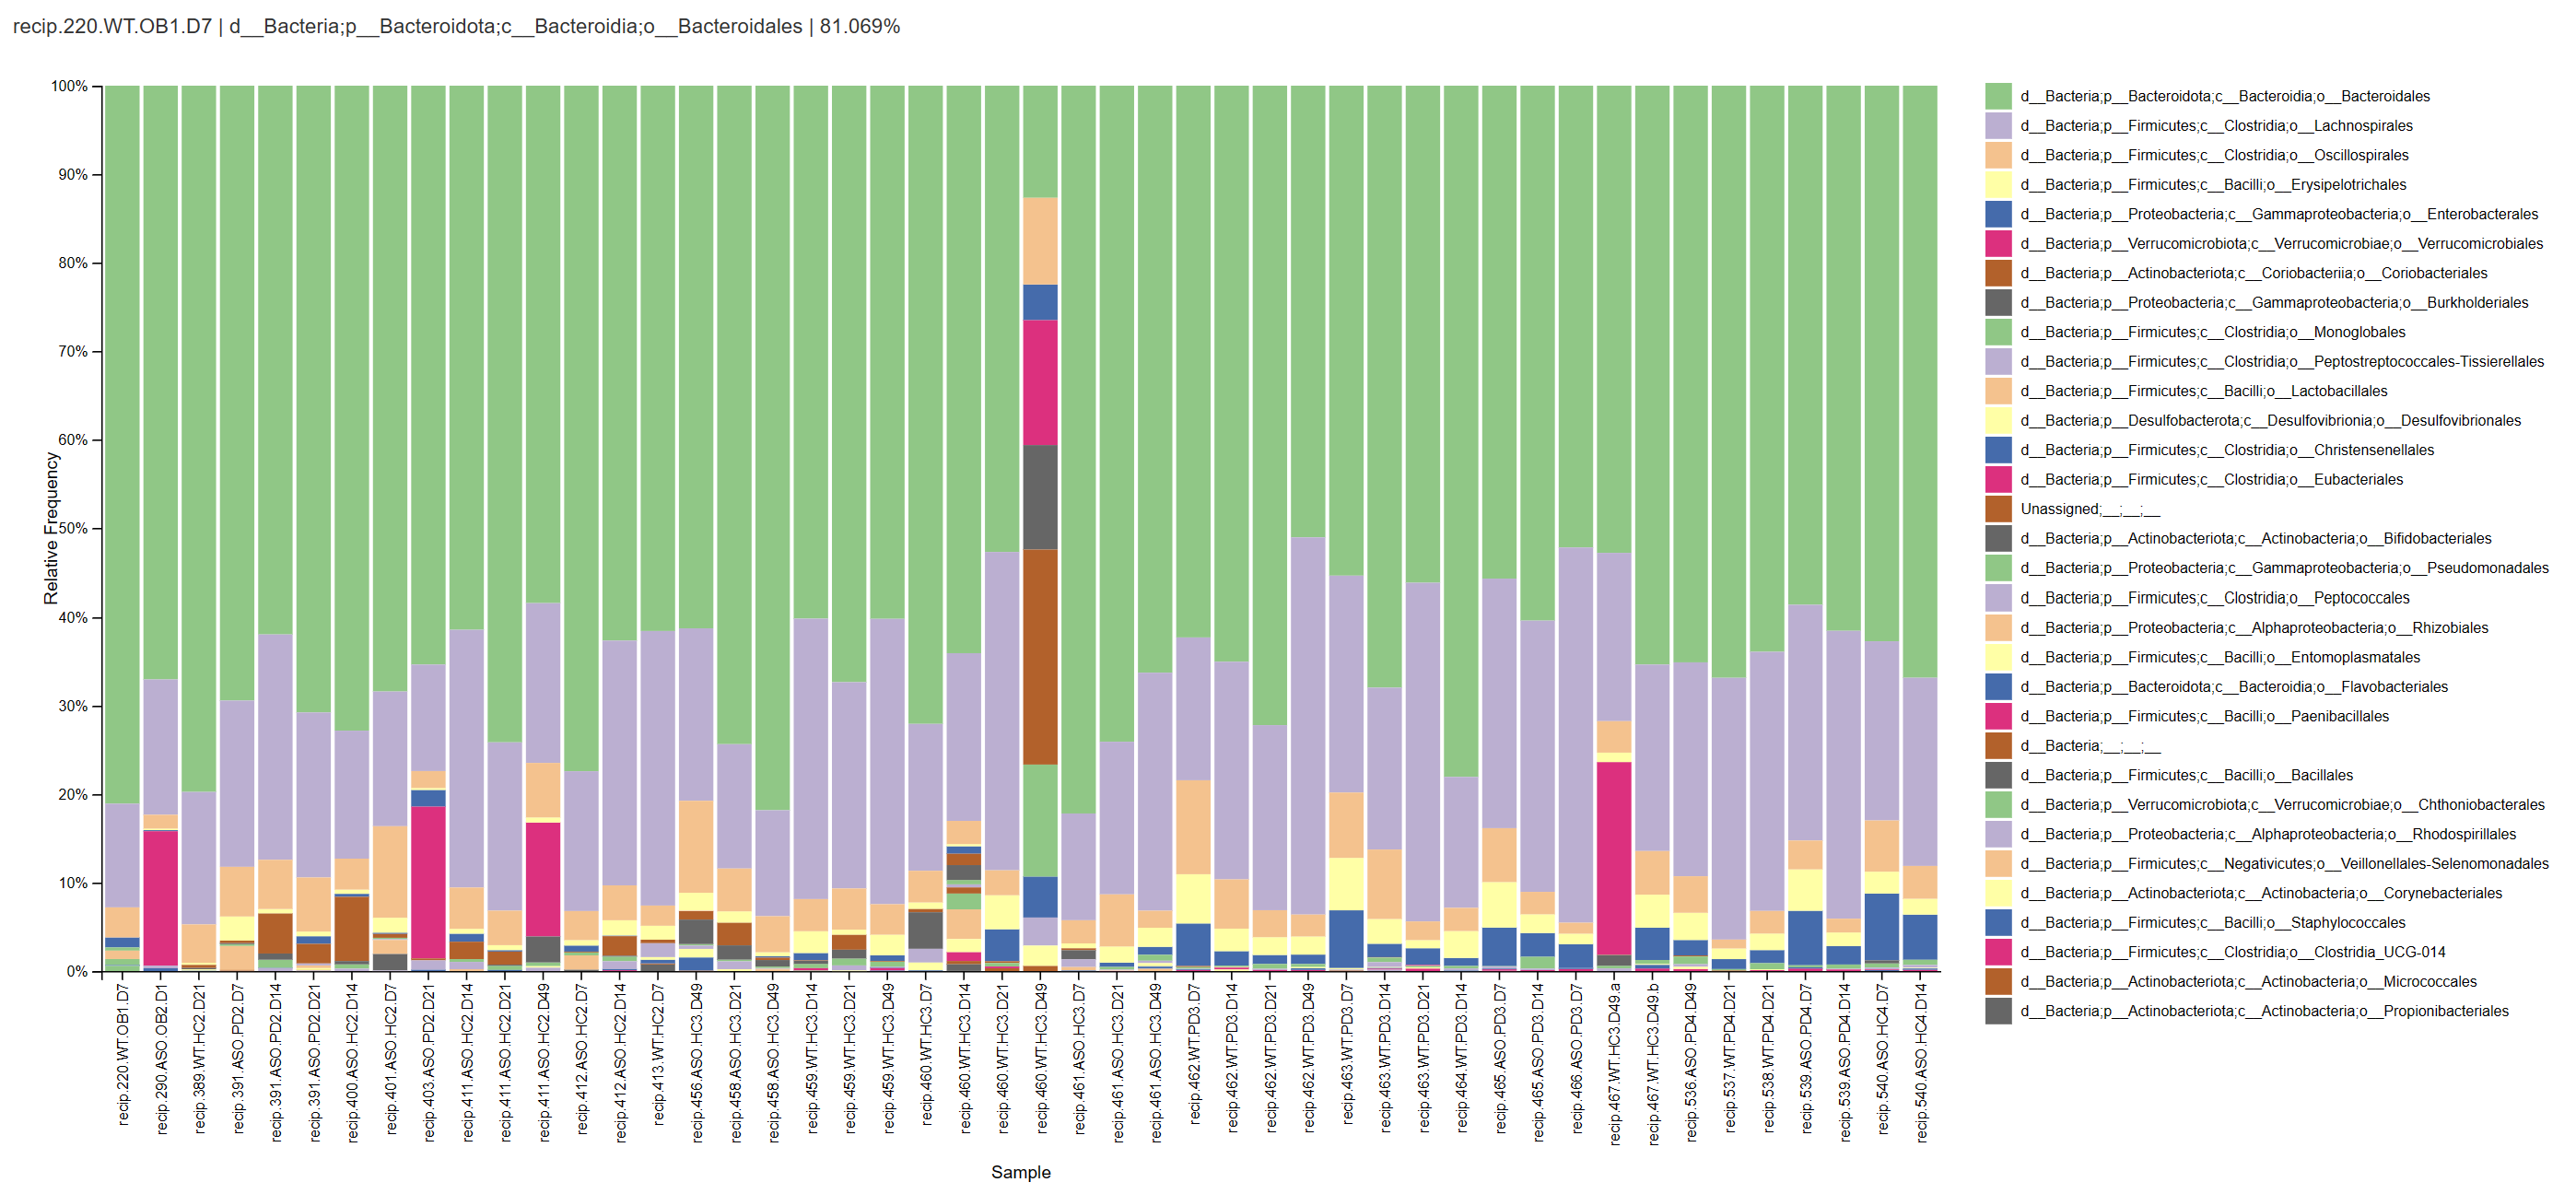 recip.220.WT.OB1.D7 | d__Bacteria;p__Bacteroidota;c__Bacteroidia;o__Bacteroidales | 81.069%
100%
90%
80%
70%
60%
50%
40%
30%
20%
10%
0%
Relative Frequency
recip.220.WT.OB1.D7
recip.290.ASO.OB2.D1
recip.389.WT.HC2.D21
recip.391.ASO.PD2.D7
recip.391.ASO.PD2.D14
recip.391.ASO.PD2.D21
recip.400.ASO.HC2.D14
recip.401.ASO.HC2.D7
recip.403.ASO.PD2.D21
recip.411.ASO.HC2.D14
recip.411.ASO.HC2.D21
recip.411.ASO.HC2.D49
recip.412.ASO.HC2.D7
recip.412.ASO.HC2.D14
recip.413.WT.HC2.D7
recip.456.ASO.HC3.D49
recip.458.ASO.HC3.D21
recip.458.ASO.HC3.D49
recip.459.WT.HC3.D14
recip.459.WT.HC3.D21
recip.459.WT.HC3.D49
recip.460.WT.HC3.D7
recip.460.WT.HC3.D14
recip.460.WT.HC3.D21
recip.460.WT.HC3.D49
recip.461.ASO.HC3.D7
recip.461.ASO.HC3.D21
recip.461.ASO.HC3.D49
recip.462.WT.PD3.D7
recip.462.WT.PD3.D14
recip.462.WT.PD3.D21
recip.462.WT.PD3.D49
recip.463.WT.PD3.D7
recip.463.WT.PD3.D14
recip.463.WT.PD3.D21
recip.464.WT.PD3.D14
recip.465.ASO.PD3.D7
recip.465.ASO.PD3.D14
recip.466.ASO.PD3.D7
recip.467.WT.HC3.D49.a
recip.467.WT.HC3.D49.b
recip.536.ASO.PD4.D49
recip.537.WT.PD4.D21
recip.538.WT.PD4.D21
recip.539.ASO.PD4.D7
recip.539.ASO.PD4.D14
recip.540.ASO.HC4.D7
recip.540.ASO.HC4.D14
Sample
d__Bacteria;p__Bacteroidota;c__Bacteroidia;o__Bacteroidales
d__Bacteria;p__Firmicutes;c__Clostridia;o__Lachnospirales
d__Bacteria;p__Firmicutes;c__Clostridia;o__Oscillospirales
d__Bacteria;p__Firmicutes;c__Bacilli;o__Erysipelotrichales
d__Bacteria;p__Proteobacteria;c__Gammaproteobacteria;o__Enterobacterales
d__Bacteria;p__Verrucomicrobiota;c__Verrucomicrobiae;o__Verrucomicrobiales
d__Bacteria;p__Actinobacteriota;c__Coriobacteriia;o__Coriobacteriales
d__Bacteria;p__Proteobacteria;c__Gammaproteobacteria;o__Burkholderiales
d__Bacteria;p__Firmicutes;c__Clostridia;o__Monoglobales
d__Bacteria;p__Firmicutes;c__Clostridia;o__Peptostreptococcales-Tissierellales
d__Bacteria;p__Firmicutes;c__Bacilli;o__Lactobacillales
d__Bacteria;p__Desulfobacterota;c__Desulfovibrionia;o__Desulfovibrionales
d__Bacteria;p__Firmicutes;c__Clostridia;o__Christensenellales
d__Bacteria;p__Firmicutes;c__Clostridia;o__Eubacteriales
Unassigned;__;__;__
d__Bacteria;p__Actinobacteriota;c__Actinobacteria;o__Bifidobacteriales
d__Bacteria;p__Proteobacteria;c__Gammaproteobacteria;o__Pseudomonadales
d__Bacteria;p__Firmicutes;c__Clostridia;o__Peptococcales
d__Bacteria;p__Proteobacteria;c__Alphaproteobacteria;o__Rhizobiales
d__Bacteria;p__Firmicutes;c__Bacilli;o__Entomoplasmatales
d__Bacteria;p__Bacteroidota;c__Bacteroidia;o__Flavobacteriales
d__Bacteria;p__Firmicutes;c__Bacilli;o__Paenibacillales
d__Bacteria;__;__;__
d__Bacteria;p__Firmicutes;c__Bacilli;o__Bacillales
d__Bacteria;p__Verrucomicrobiota;c__Verrucomicrobiae;o__Chthoniobacterales
d__Bacteria;p__Proteobacteria;c__Alphaproteobacteria;o__Rhodospirillales
d__Bacteria;p__Firmicutes;c__Negativicutes;o__Veillonellales-Selenomonadales
d__Bacteria;p__Actinobacteriota;c__Actinobacteria;o__Corynebacteriales
d__Bacteria;p__Firmicutes;c__Bacilli;o__Staphylococcales
d__Bacteria;p__Firmicutes;c__Clostridia;o__Clostridia_UCG-014
d__Bacteria;p__Actinobacteriota;c__Actinobacteria;o__Micrococcales
d__Bacteria;p__Actinobacteriota;c__Actinobacteria;o__Propionibacteriales